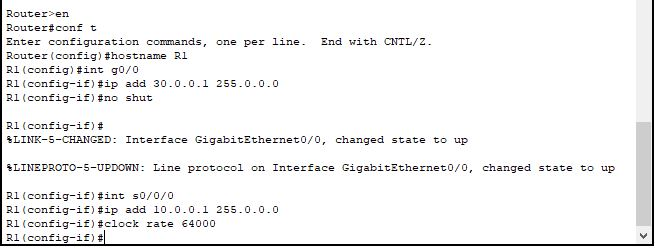 Router>en
Router#conf t
Enter configuration commands, one per line.  End with CNTL/Z.
Router(config)#hostname R1
R1(config)#int g0/0
R1(config-if)#ip add 30.0.0.1 255.0.0.0
R1(config-if)#no shut
R1(config-if)#
%LINK-5-CHANGED: Interface GigabitEthernet0/0, changed state to up
%LINEPROTO-5-UPDOWN: Line protocol on Interface GigabitEthernet0/0, changed state to up
R1(config-if)#int s0/0/0
R1(config-if)#ip add 10.0.0.1 255.0.0.0
R1(config-if)#clock rate 64000
R1(config-if)#